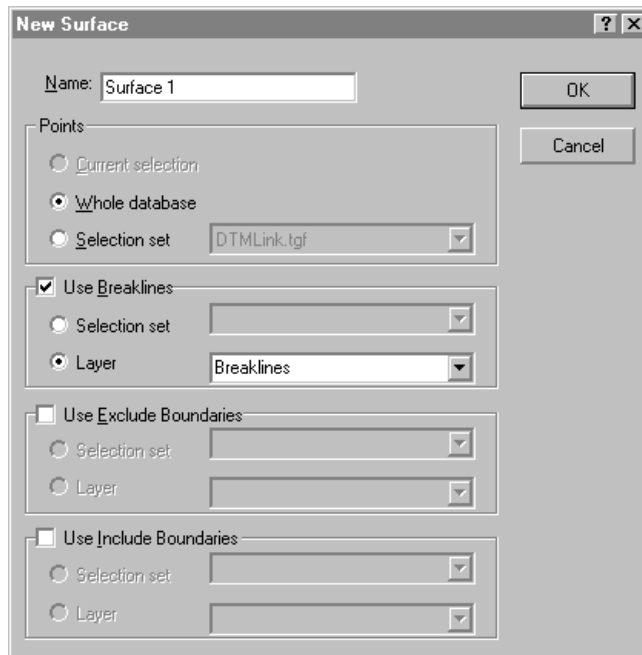 New Surface
Name: Surface 1
OK
Cancel
Points
Current selection
Whole database
Selection set DTMLink.tgf
Use Breaklines
Selection set
Layer Breaklines
Use Exclude Boundaries
Selection set
Layer
Use Include Boundaries
Selection set
Layer